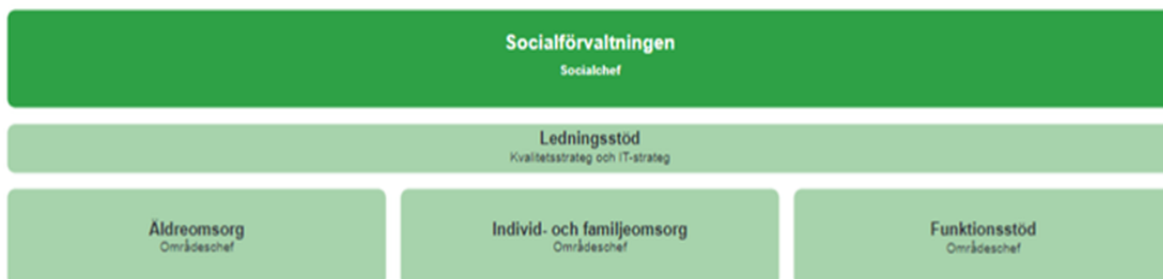 Socialförvaltningen
Socialchef
Ledningsstöd
Kvalitetsstrateg och IT-strateg
Äldreomsorg
Områdeschef
Individ- och familjeomsorg
Områdeschef
Funktionsstöd
Områdeschef